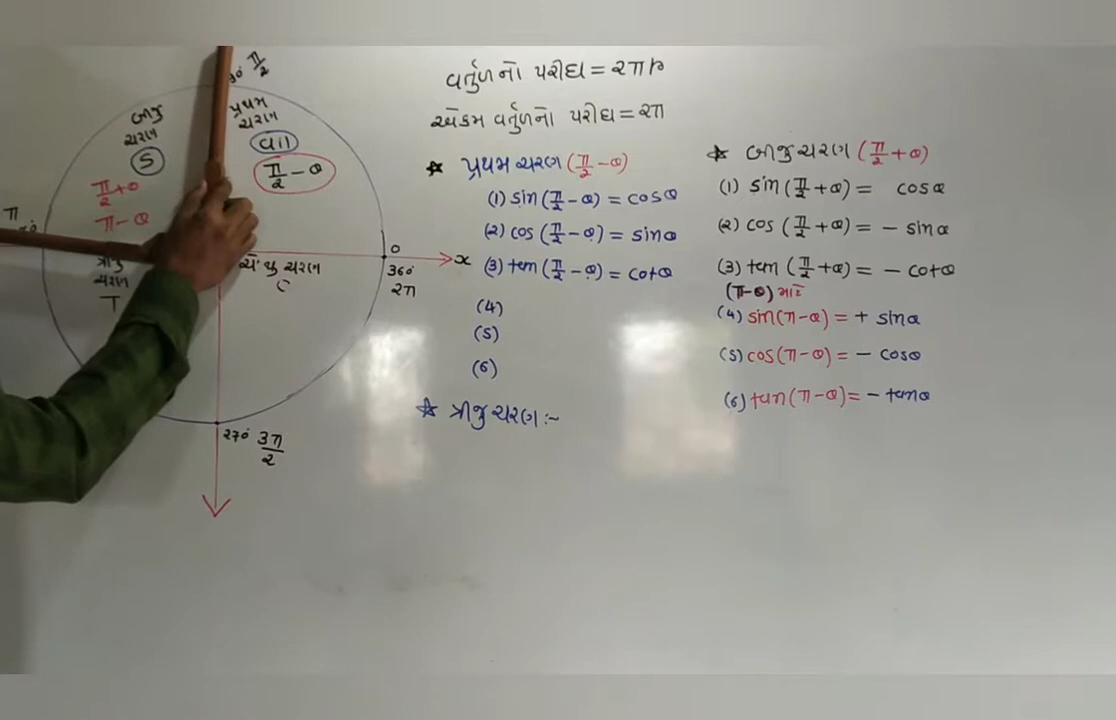 વર્તુળનો પરીઘ = 2πr
એકમ વર્તુળનો પરીઘ = 2π
π/2
પ્રથમ
ચરણ
All
π/2 - θ
બીજુ
ચરણ
S
π/2 + θ
π - θ
π
ત્રીજુ
ચરણ
T
ચોથુ ચરણ
C
0
x
360°
2π
270° 3π/2
* પ્રથમ ચરણ (π/2 - θ)
(1) sin(π/2 - θ) = cosθ
(2) cos(π/2 - θ) = sinθ
(3) tan(π/2 - θ) = cotθ
(4)
(5)
(6)
* ત્રીજુ ચરણ :-
* બીજુ ચરણ (π/2 + θ)
(1) sin(π/2 + θ) = cosθ
(2) cos(π/2 + θ) = - sinθ
(3) tan(π/2 + θ) = - cotθ
(π-θ) માટે
(4) sin(π-θ) = + sinθ
(5) cos(π-θ) = - cosθ
(6) tan(π-θ) = - tanθ